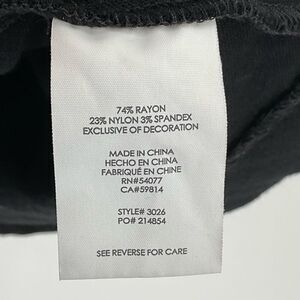 74% RAYON
23% NYLON 3% SPANDEX
EXCLUSIVE OF DECORATION
MADE IN CHINA
HECHO EN CHINA
FABRIQUÉ EN CHINE
RN#54077
CA#59814
STYLE# 3026
PO# 214854
SEE REVERSE FOR CARE